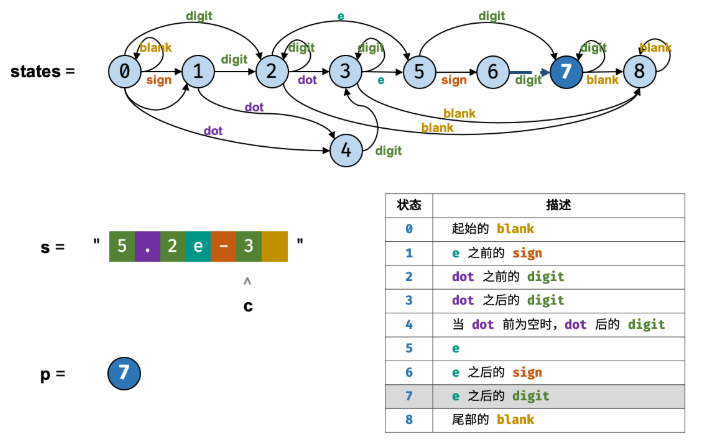 digit e digit
blank digit digit digit blank
states = 0 sign 1 digit 2 dot 3 e 5 sign 6 digit 7 blank 8
dot
dot blank
blank
4 digit
s = " 5 . 2 e - 3 "
^
c
p = 7
状态 描述
0 起始的 blank
1 e 之前的 sign
2 dot 之前的 digit
3 dot 之后的 digit
4 当 dot 前为空时，dot 后的 digit
5 e
6 e 之后的 sign
7 e 之后的 digit
8 尾部的 blank